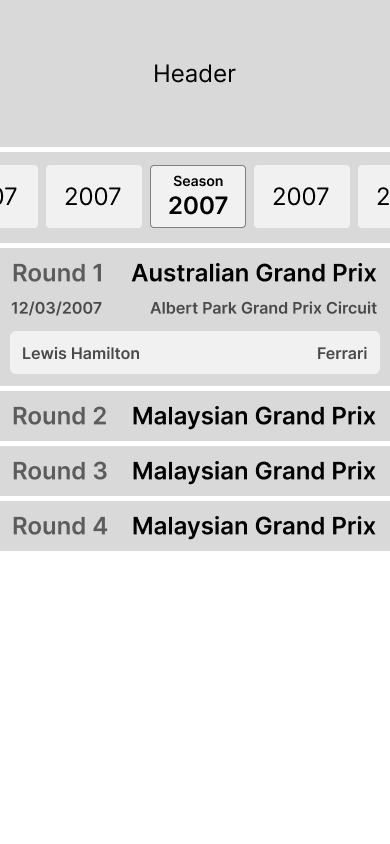 Header
07
2007
Season
2007
2007
2
Round 1 Australian Grand Prix
12/03/2007 Albert Park Grand Prix Circuit
Lewis Hamilton Ferrari
Round 2 Malaysian Grand Prix
Round 3 Malaysian Grand Prix
Round 4 Malaysian Grand Prix